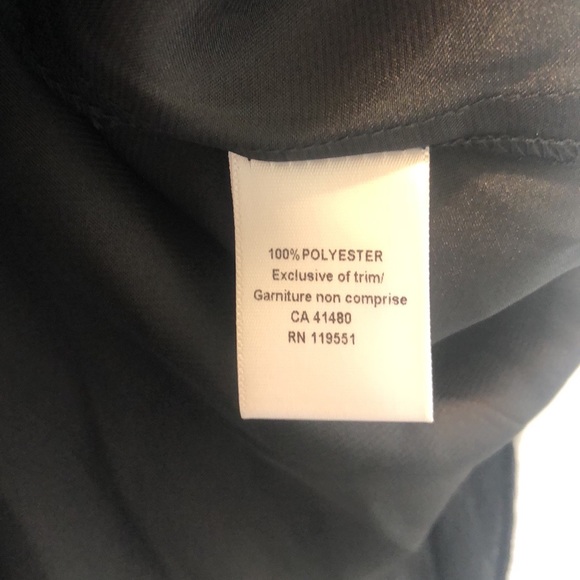 100% POLYESTER
Exclusive of trim/
Garniture non comprise
CA 41480
RN 119551